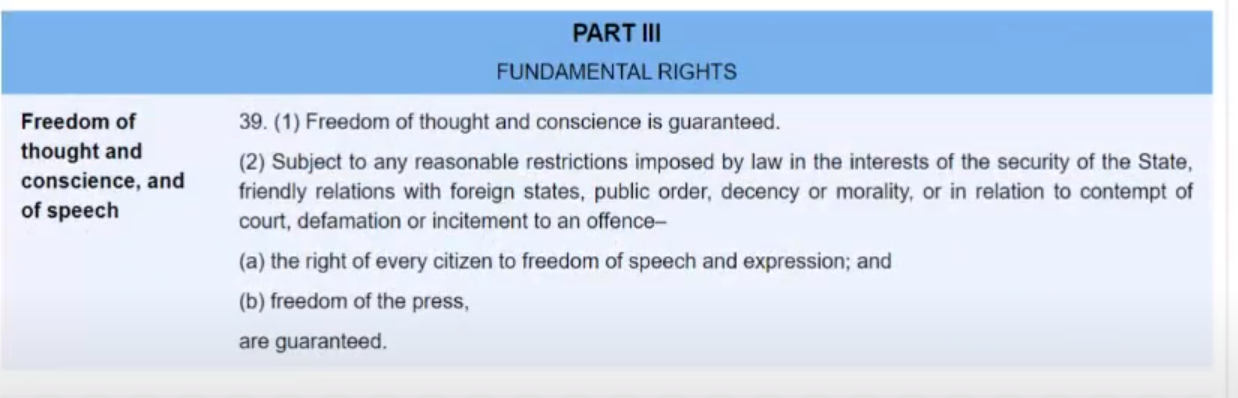 PART III
FUNDAMENTAL RIGHTS
Freedom of
thought and
conscience, and
of speech
39. (1) Freedom of thought and conscience is guaranteed.
(2) Subject to any reasonable restrictions imposed by law in the interests of the security of the State,
friendly relations with foreign states, public order, decency or morality, or in relation to contempt of
court, defamation or incitement to an offence–
(a) the right of every citizen to freedom of speech and expression; and
(b) freedom of the press,
are guaranteed.